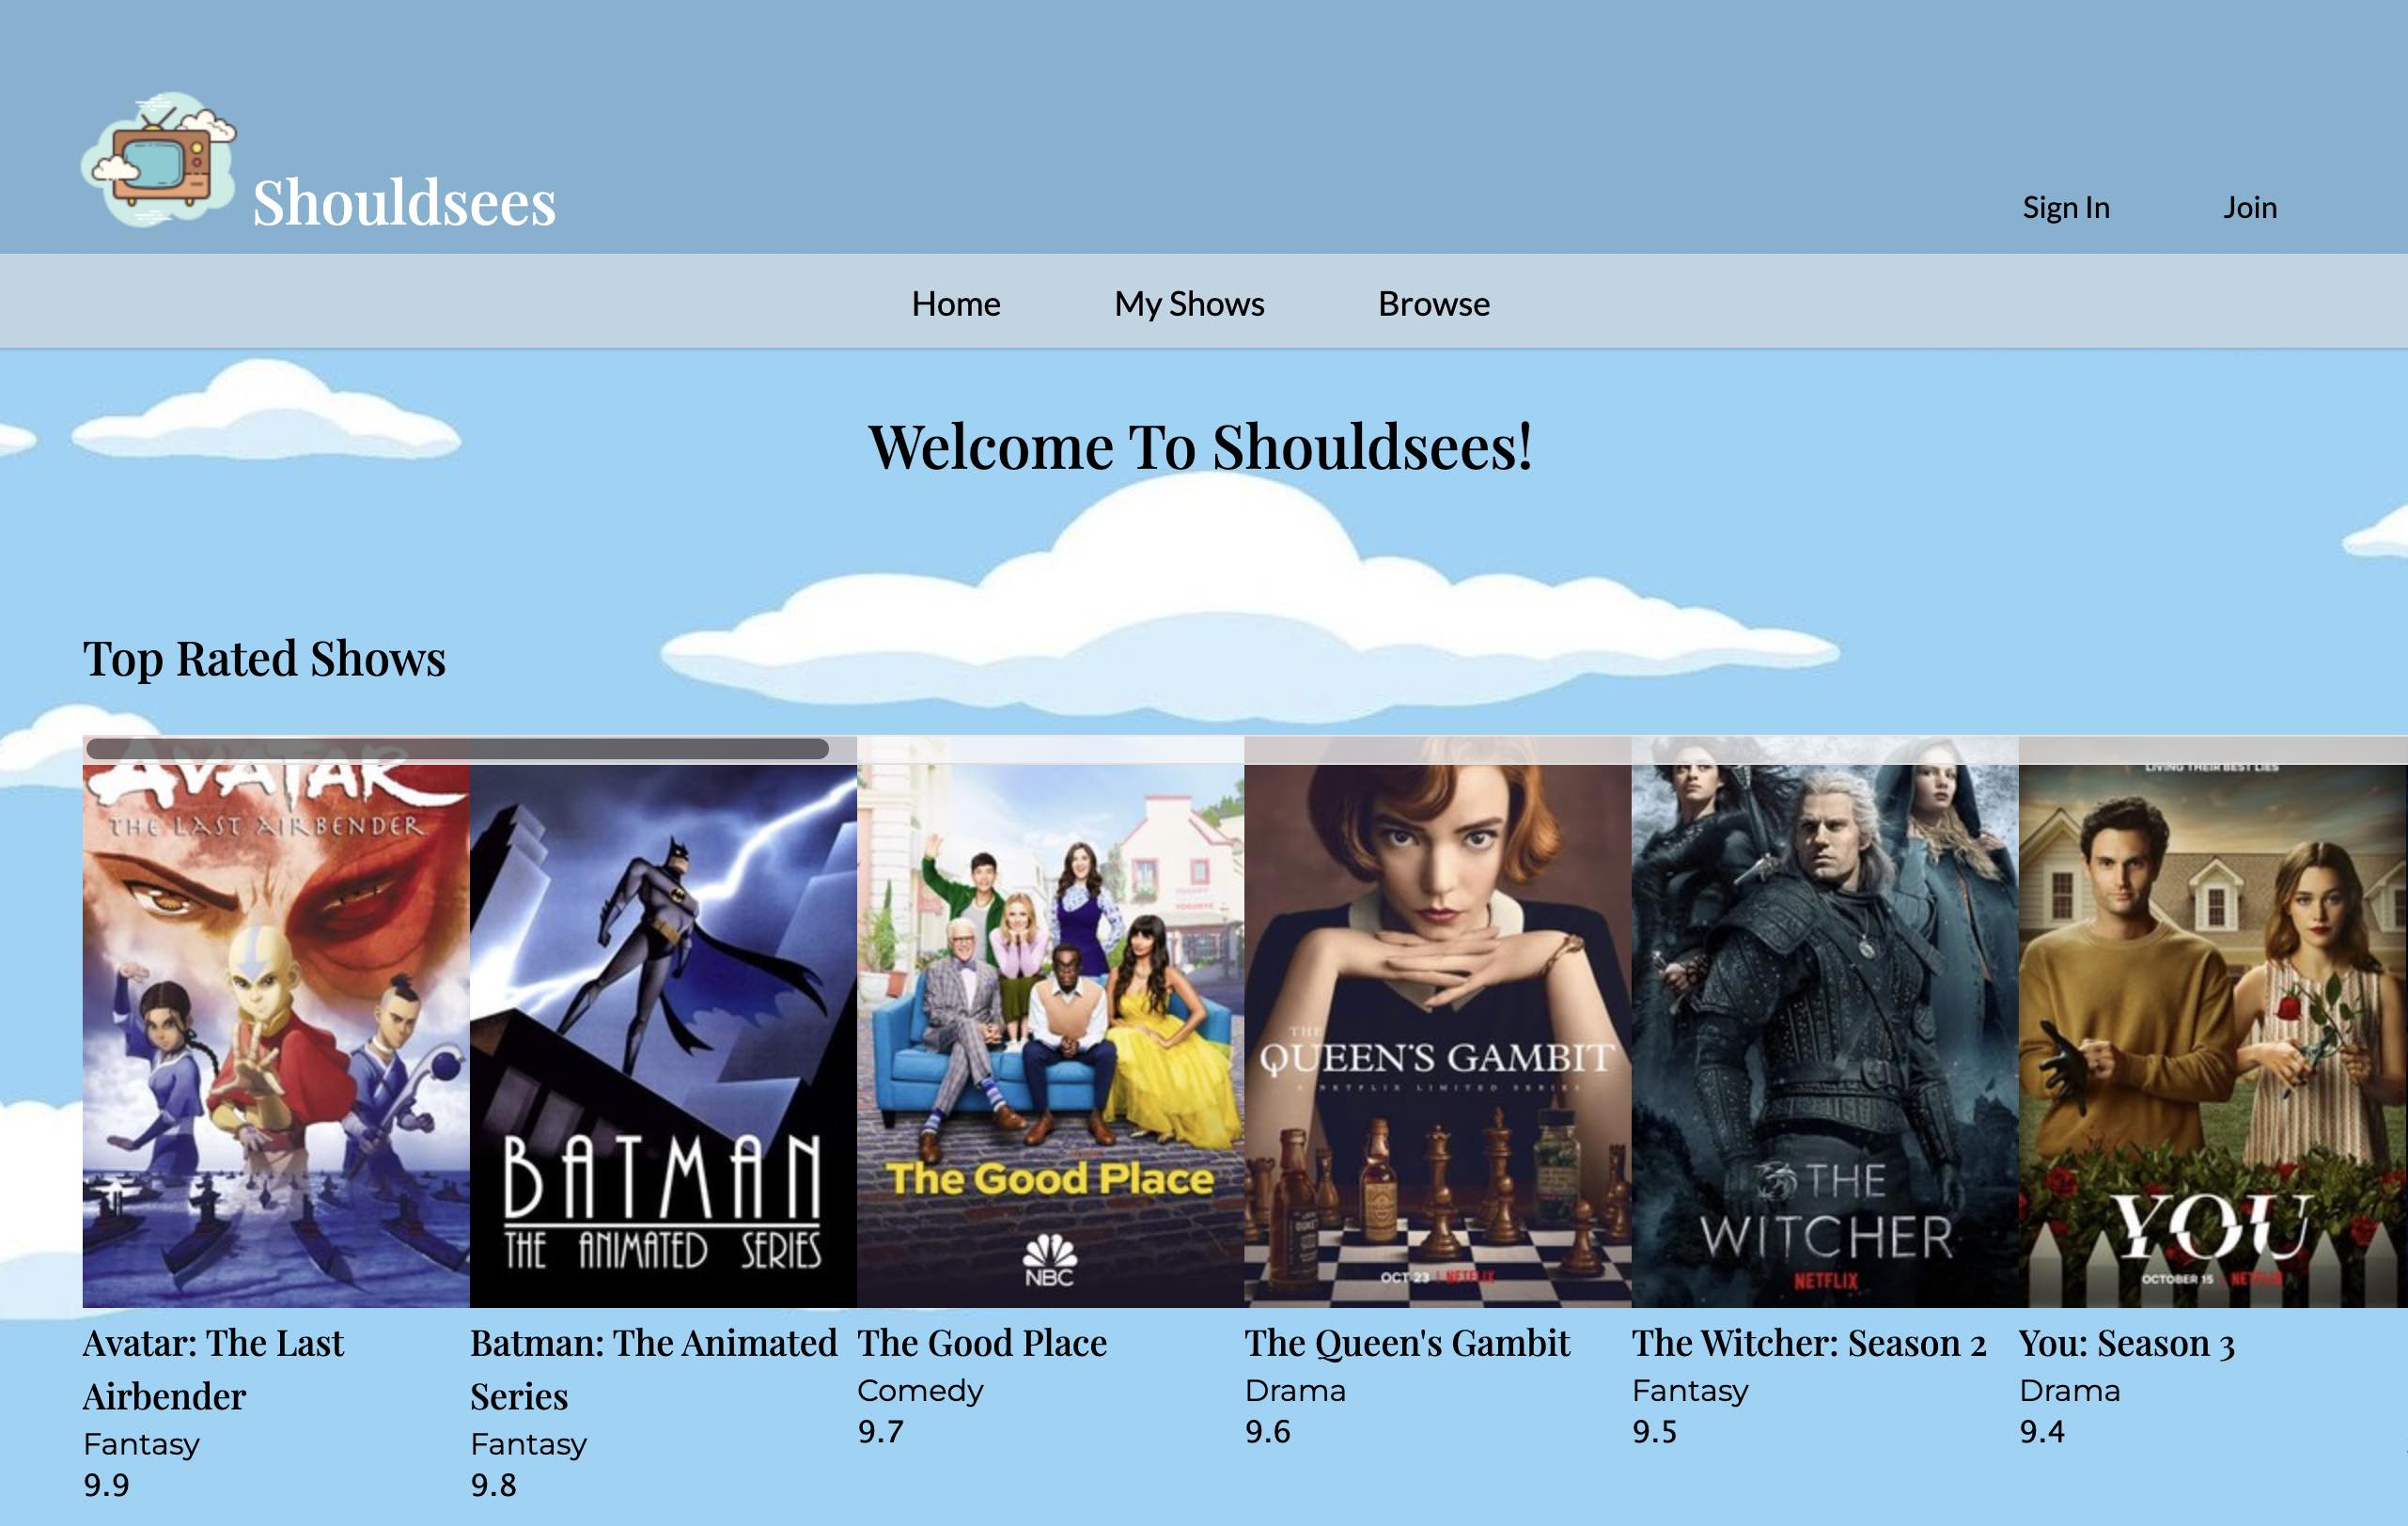 Shouldsees
Sign In
Join
Home
My Shows
Browse
Welcome To Shouldsees!
Top Rated Shows
AVATAR
THE LAST AIRBENDER
BATMAN
THE ANIMATED SERIES
The Good Place
NBC
THE
QUEEN'S GAMBIT
A NETFLIX LIMITED SERIES
OCT 23 | NETFLIX
THE
WITCHER
NETFLIX
LIVING THEIR BEST LIES
YOU
OCTOBER 15 | NETFLIX
Avatar: The Last
Airbender
Fantasy
9.9
Batman: The Animated
Series
Fantasy
9.8
The Good Place
Comedy
9.7
The Queen's Gambit
Drama
9.6
The Witcher: Season 2
Fantasy
9.5
You: Season 3
Drama
9.4